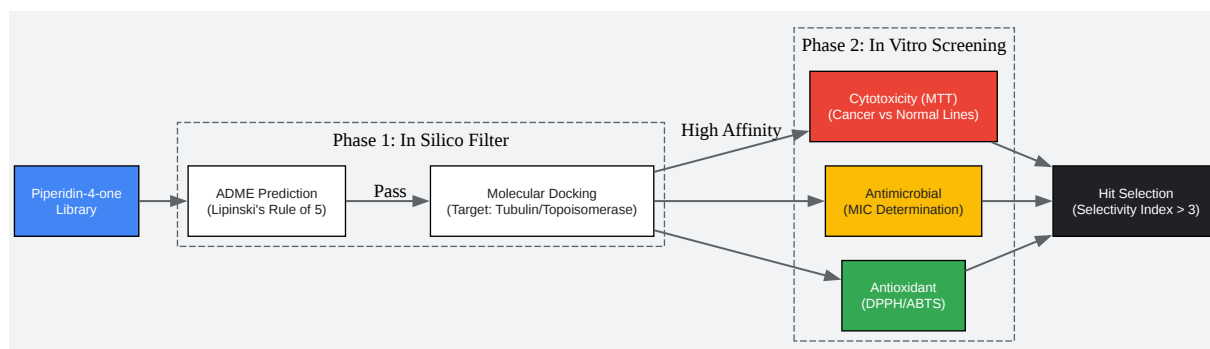 Piperidin-4-one
Library
Phase 1: In Silico Filter
ADME Prediction
(Lipinski's Rule of 5)
Pass
Molecular Docking
(Target: Tubulin/Topoisomerase)
High Affinity
Phase 2: In Vitro Screening
Cytotoxicity (MTT)
(Cancer vs Normal Lines)
Antimicrobial
(MIC Determination)
Antioxidant
(DPPH/ABTS)
Hit Selection
(Selectivity Index > 3)